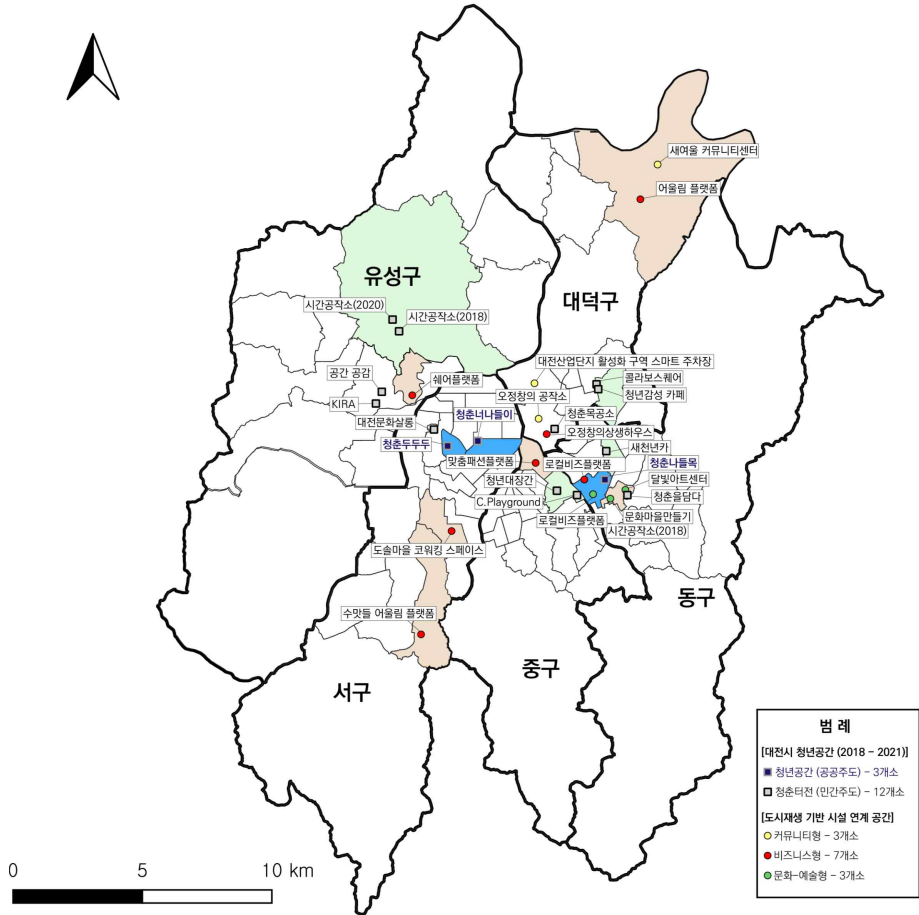 새여울 커뮤니티센터
어울림 플랫폼
유성구
대덕구
시간공작소(2020)
시간공작소(2018)
대전산업단지 활성화 구역 스마트 주차장
공간 공감
쉐어플랫폼
콜라보스퀘어
오정창의 공작소
청년감성 카페
KIRA
청춘너나들이
청춘목공소
대전문화살롱
오정창의상생하우스
청춘두두두
새천년카
맞춤패션플랫폼
로컬비즈플랫폼
청춘나들목
청년대장간
달빛아트센터
C.Playground
청춘을담다
로컬비즈플랫폼
문화마을만들기
시간공작소(2018)
도솔마을 코워킹 스페이스
동구
수맛들 어울림 플랫폼
중구
서구
범 례
[대전시 청년공간 (2018 - 2021)]
청년공간 (공공주도) - 3개소
청춘터전 (민간주도) - 12개소
[도시재생 기반 시설 연계 공간]
커뮤니티형 - 3개소
비즈니스형 - 7개소
문화-예술형 - 3개소
0 5 10 km